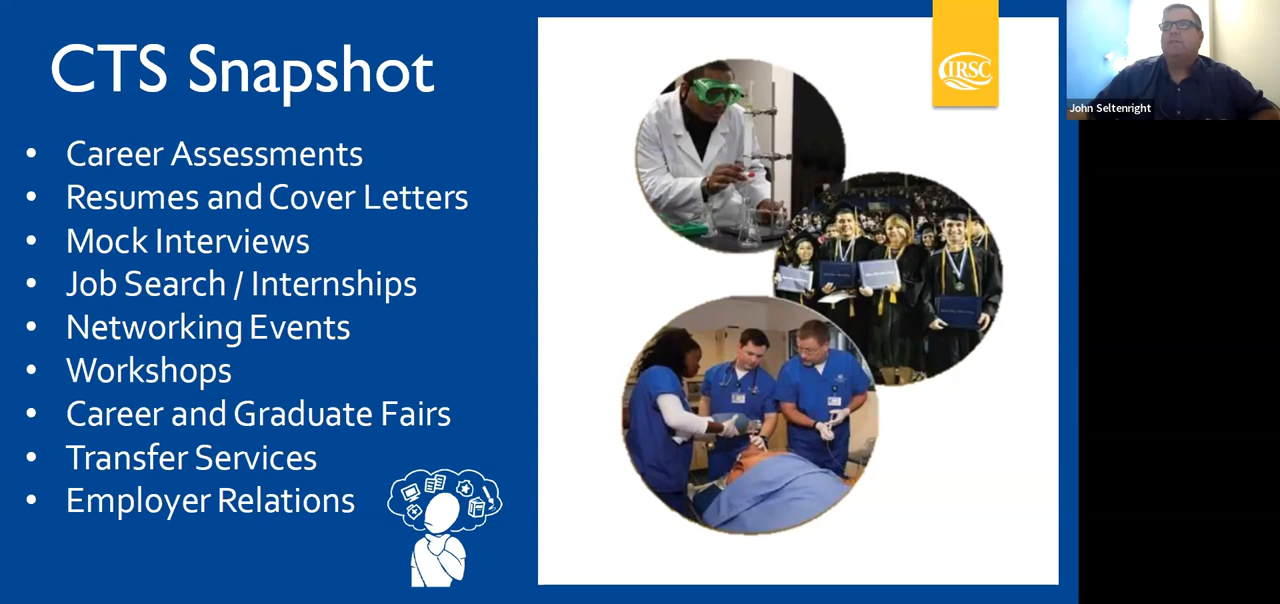 CTS Snapshot
• Career Assessments
• Resumes and Cover Letters
• Mock Interviews
• Job Search / Internships
• Networking Events
• Workshops
• Career and Graduate Fairs
• Transfer Services
• Employer Relations
IRSC
John Seltenright